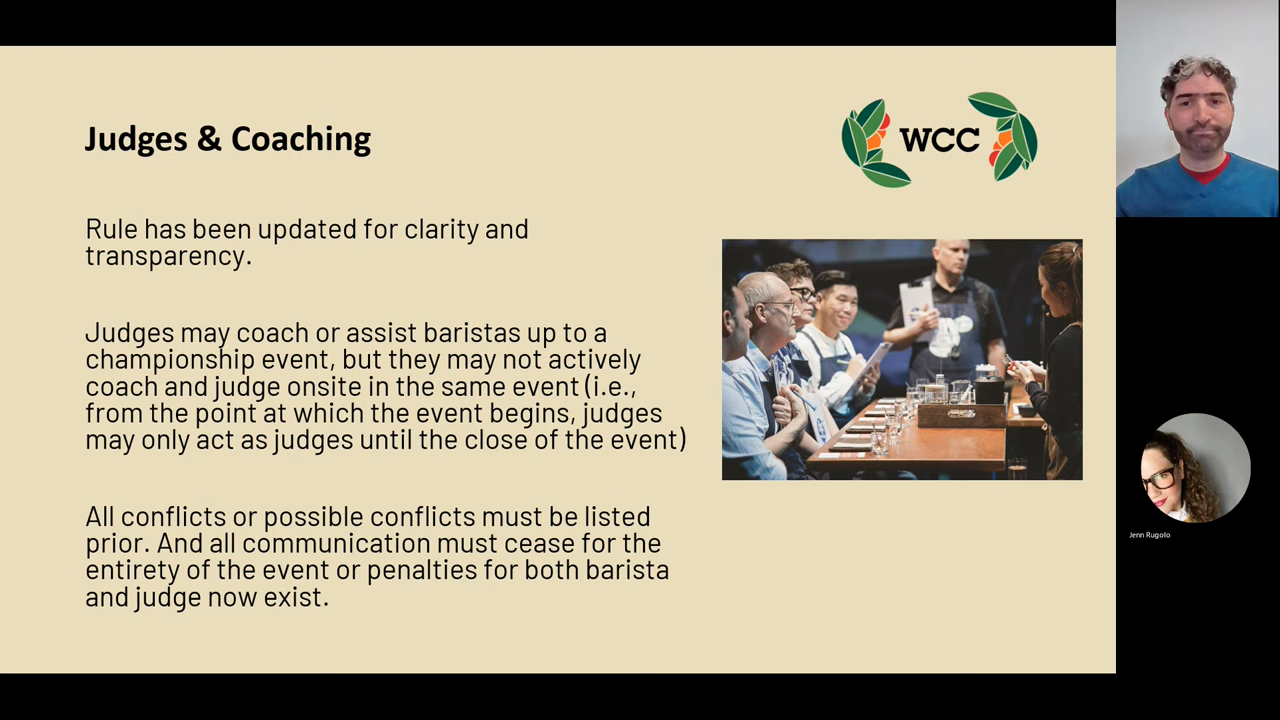 Judges & Coaching
WCC
Rule has been updated for clarity and
transparency.
Judges may coach or assist baristas up to a
championship event, but they may not actively
coach and judge onsite in the same event (i.e.,
from the point at which the event begins, judges
may only act as judges until the close of the event)
All conflicts or possible conflicts must be listed
prior. And all communication must cease for the
entirety of the event or penalties for both barista
and judge now exist.
Jenn Rugolo